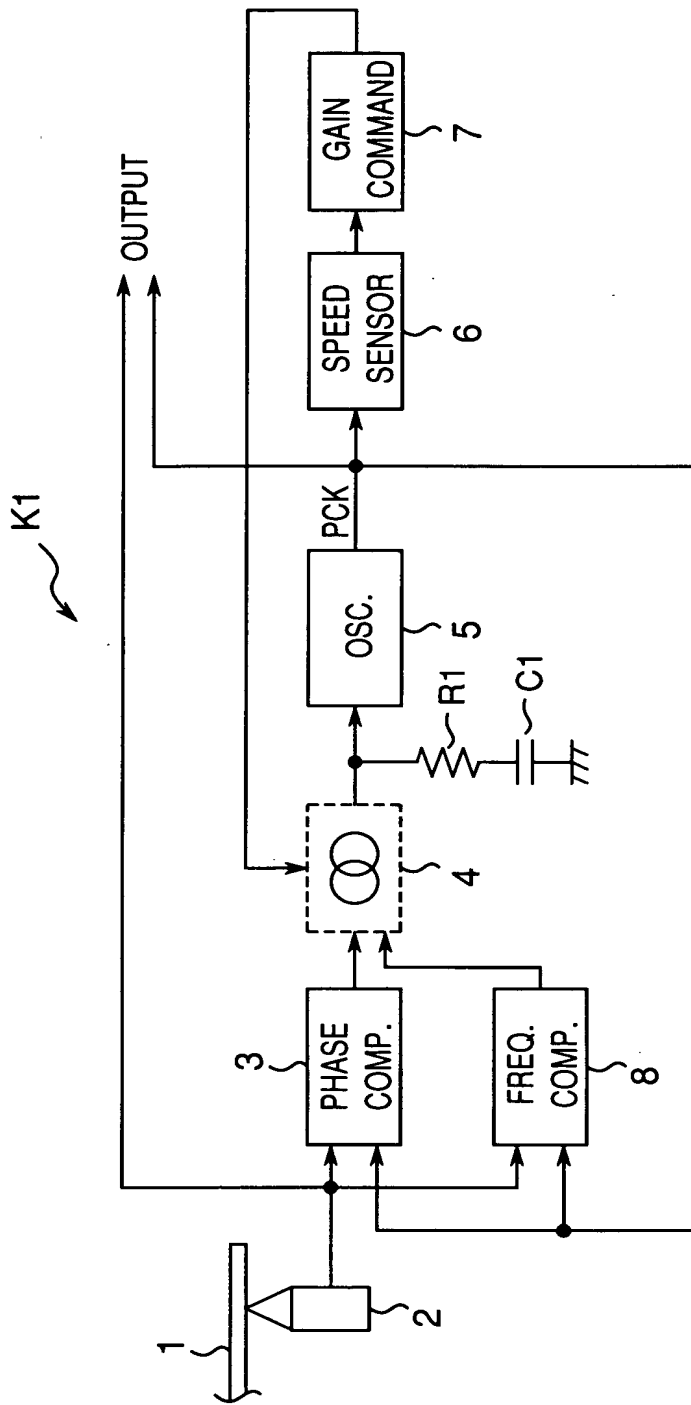 K1
OUTPUT
1
2
3
PHASE
COMP.
FREQ.
COMP.
8
4
R1
C1
OSC.
5
PCK
SPEED
SENSOR
6
GAIN
COMMAND
7